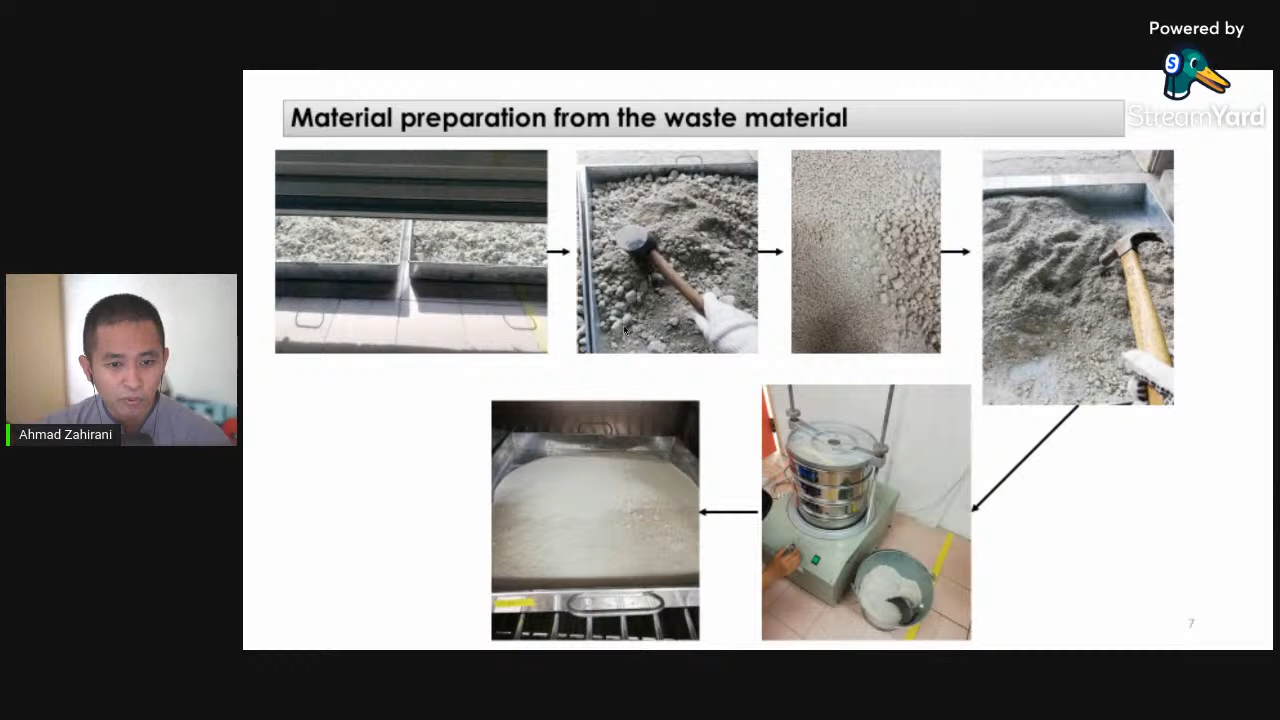 Powered by
StreamYard
Material preparation from the waste material
Ahmad Zahirani
7